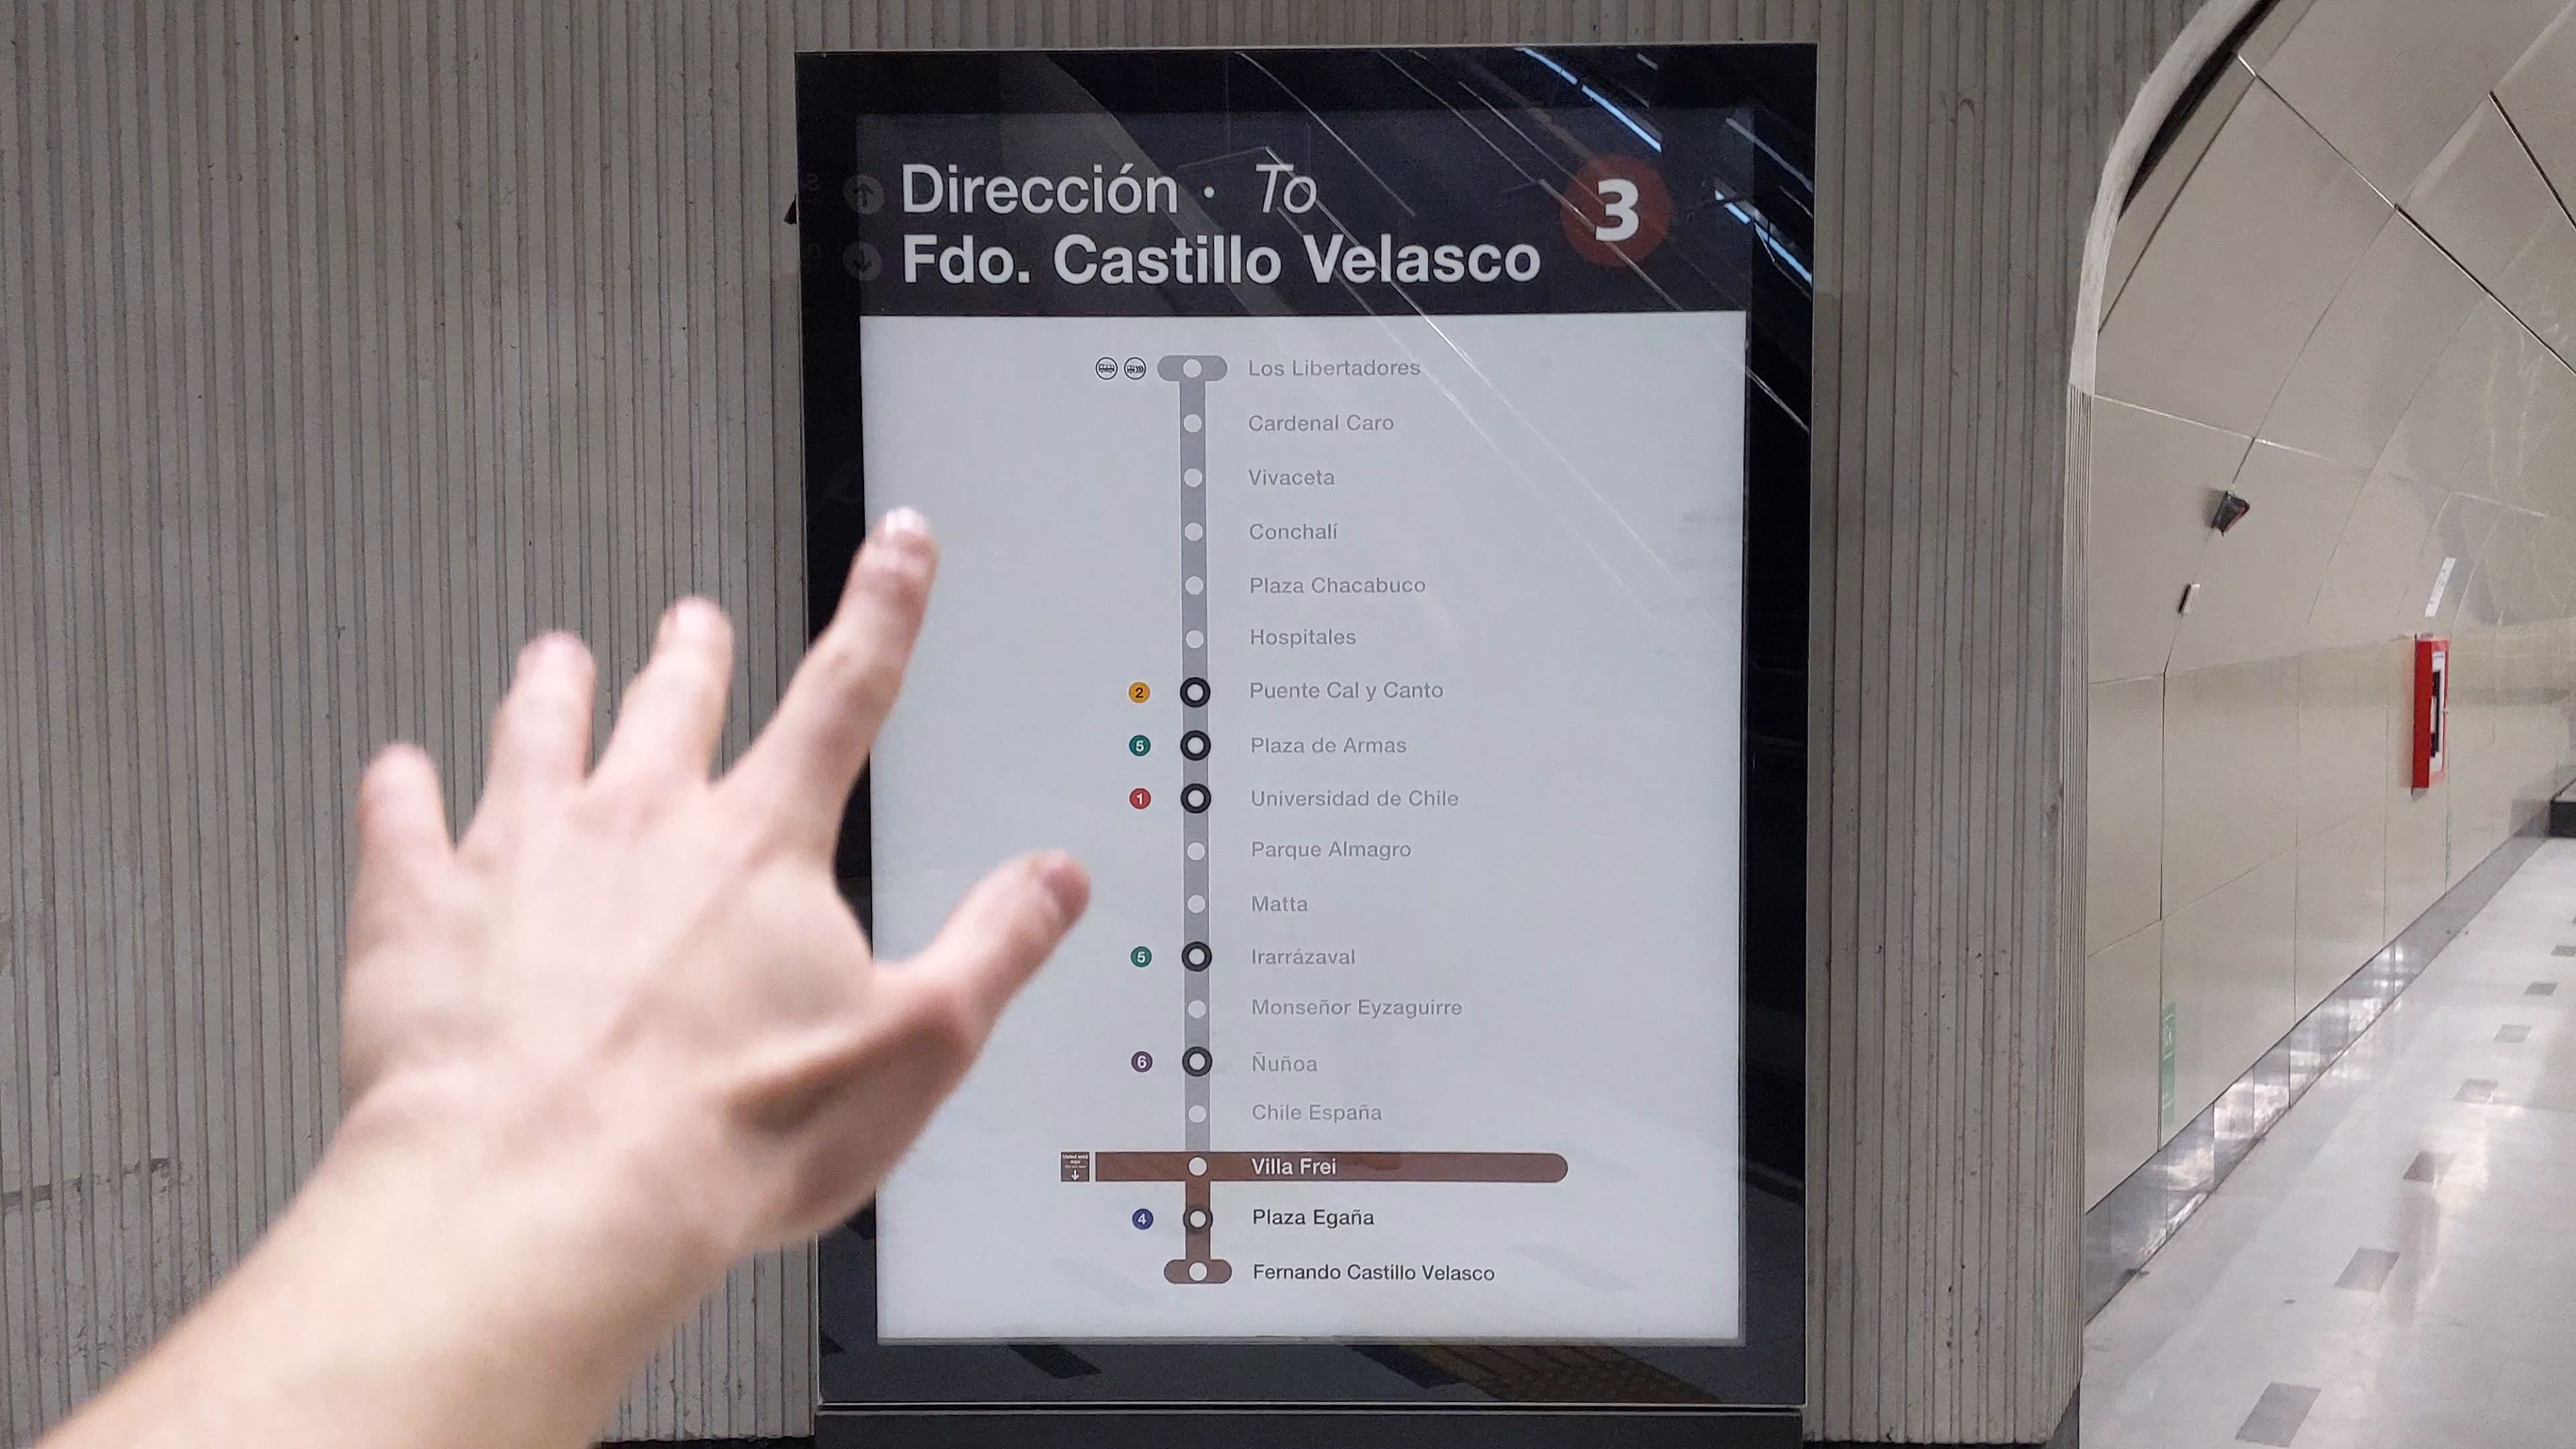 Dirección · To
Fdo. Castillo Velasco
3
Los Libertadores
Cardenal Caro
Vivaceta
Conchalí
Plaza Chacabuco
Hospitales
2 Puente Cal y Canto
5 Plaza de Armas
1 Universidad de Chile
Parque Almagro
Matta
5 Irarrázaval
Monseñor Eyzaguirre
6 Ñuñoa
Chile España
Villa Frei
4 Plaza Egaña
Fernando Castillo Velasco